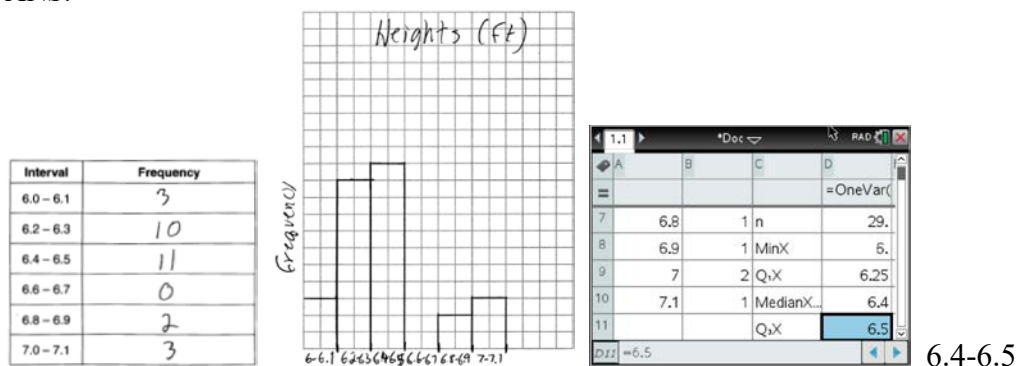 Heights (ft)
Interval Frequency
6.0 – 6.1 3
6.2 – 6.3 10
6.4 – 6.5 11
6.6 – 6.7 0
6.8 – 6.9 2
7.0 – 7.1 3
Frequency
6-6.1 6.2-6.3 6.4-6.5 6.6-6.7 6.8-6.9 7-7.1
1.1 *Doc RAD
A B C D
= =OneVar(
7 6.8 1 n 29.
8 6.9 1 MinX 6.
9 7 2 Q₁X 6.25
10 7.1 1 MedianX... 6.4
11 Q₃X 6.5
D11 =6.5
6.4-6.5